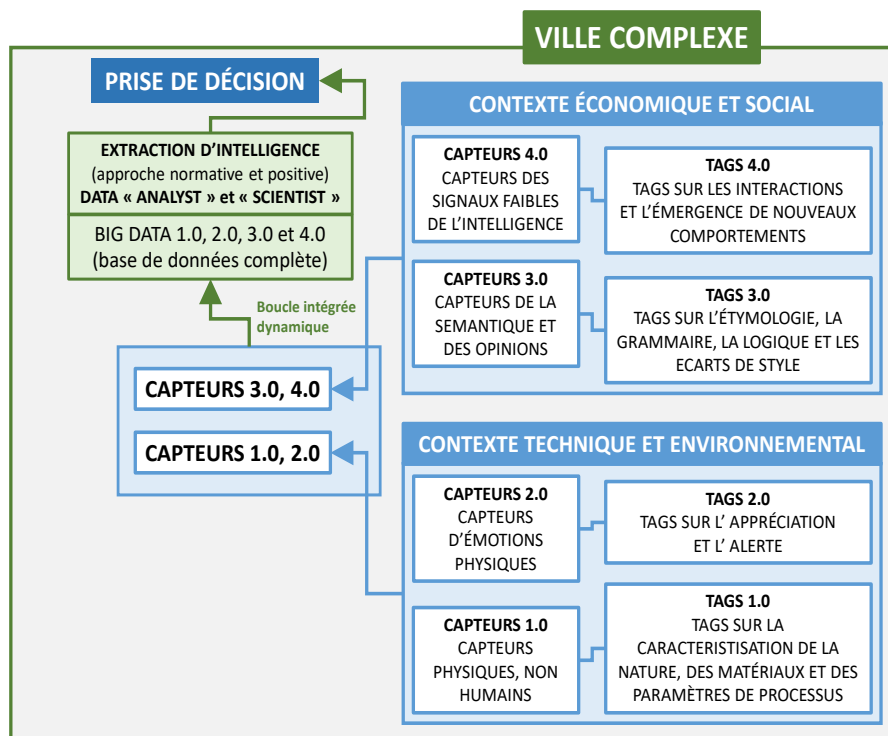 VILLE COMPLEXE
PRISE DE DÉCISION
EXTRACTION D’INTELLIGENCE
(approche normative et positive)
DATA « ANALYST » et « SCIENTIST »
BIG DATA 1.0, 2.0, 3.0 et 4.0
(base de données complète)
Boucle intégrée
dynamique
CAPTEURS 3.0, 4.0
CAPTEURS 1.0, 2.0
CONTEXTE ÉCONOMIQUE ET SOCIAL
CAPTEURS 4.0
CAPTEURS DES
SIGNAUX FAIBLES
DE L’INTELLIGENCE
TAGS 4.0
TAGS SUR LES INTERACTIONS
ET L’ÉMERGENCE DE NOUVEAUX
COMPORTEMENTS
CAPTEURS 3.0
CAPTEURS DE LA
SEMANTIQUE ET
DES OPINIONS
TAGS 3.0
TAGS SUR L’ÉTYMOLOGIE, LA
GRAMMAIRE, LA LOGIQUE ET LES
ECARTS DE STYLE
CONTEXTE TECHNIQUE ET ENVIRONNEMENTAL
CAPTEURS 2.0
CAPTEURS
D’ÉMOTIONS
PHYSIQUES
TAGS 2.0
TAGS SUR L’ APPRÉCIATION
ET L’ ALERTE
CAPTEURS 1.0
CAPTEURS
PHYSIQUES, NON
HUMAINS
TAGS 1.0
TAGS SUR LA
CARACTERISTISATION DE LA
NATURE, DES MATÉRIAUX ET DES
PARAMÈTRES DE PROCESSUS